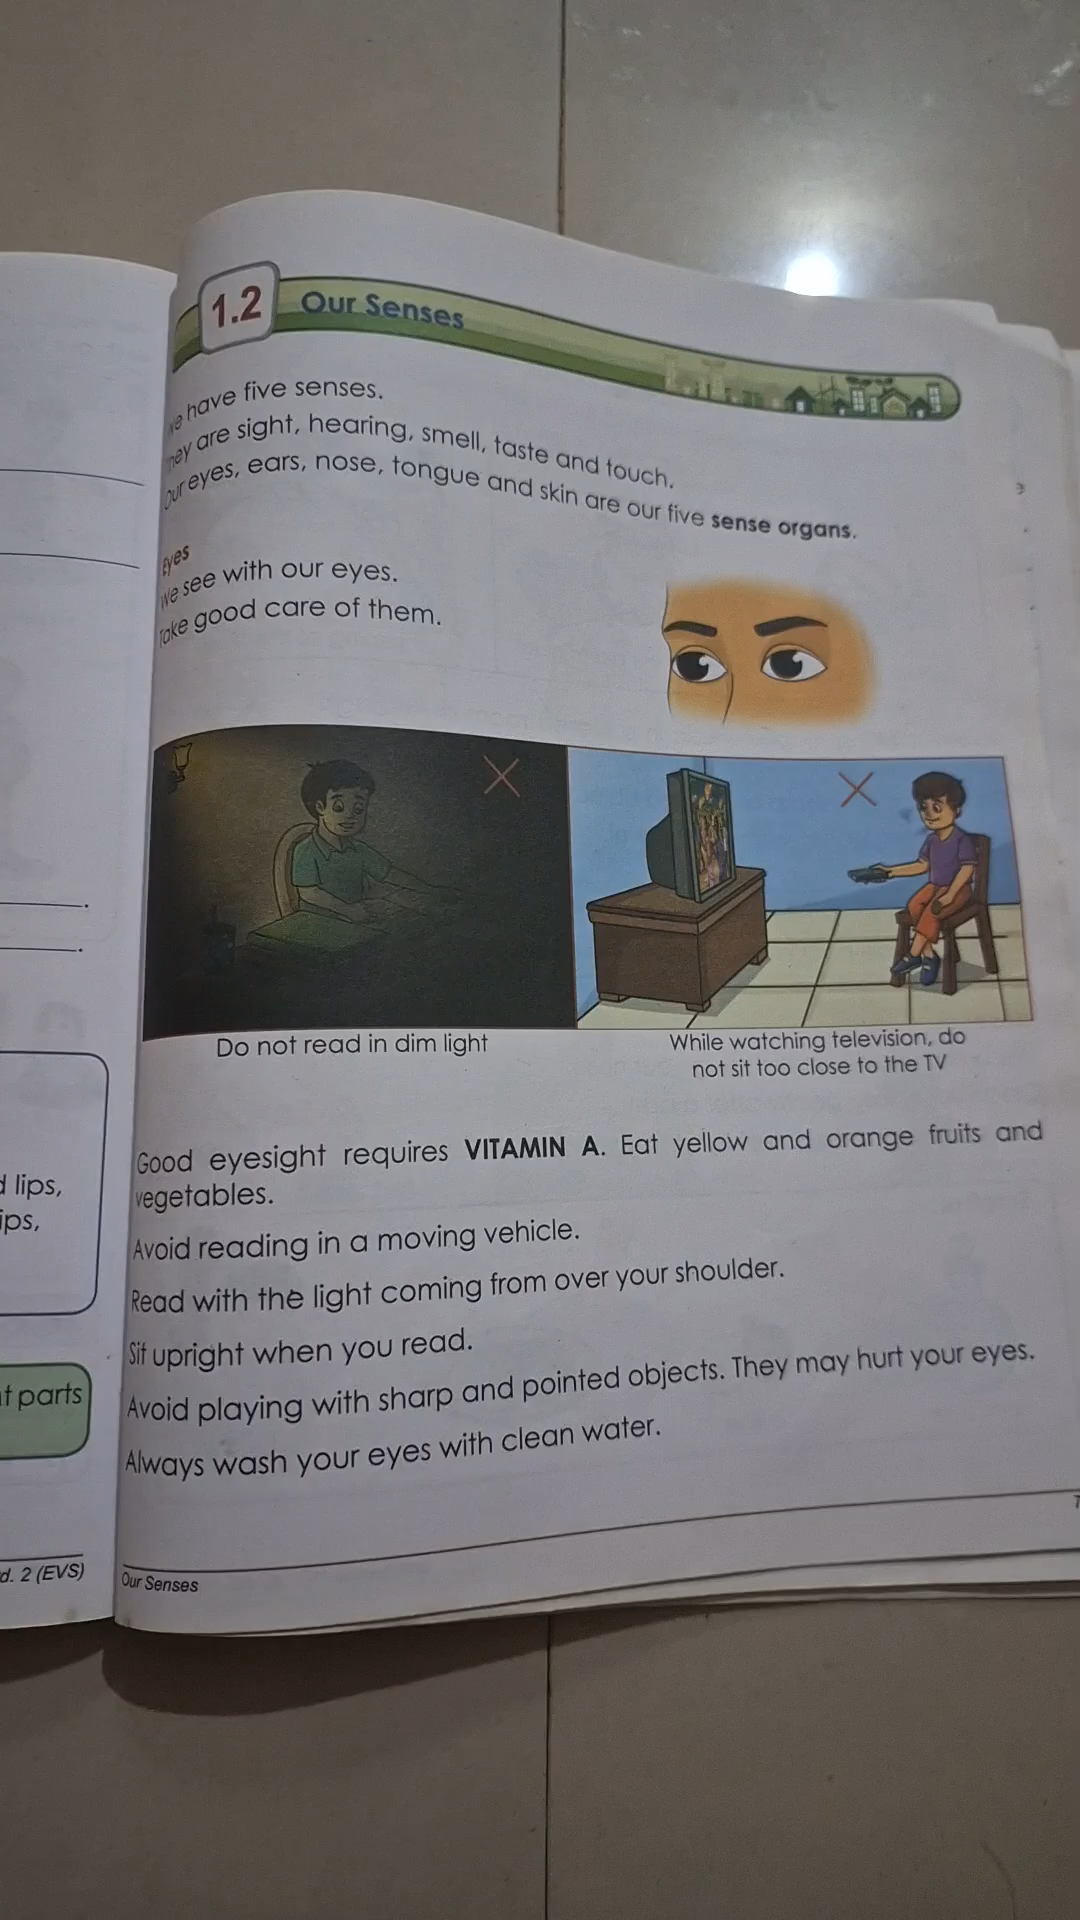 1.2 Our Senses
We have five senses.
They are sight, hearing, smell, taste and touch.
Our eyes, ears, nose, tongue and skin are our five sense organs.
Eyes
We see with our eyes.
Take good care of them.
Do not read in dim light
While watching television, do
not sit too close to the TV
Good eyesight requires VITAMIN A. Eat yellow and orange fruits and
vegetables.
Avoid reading in a moving vehicle.
Read with the light coming from over your shoulder.
Sit upright when you read.
Avoid playing with sharp and pointed objects. They may hurt your eyes.
Always wash your eyes with clean water.
Our Senses
lips,
parts
2 (EVS)